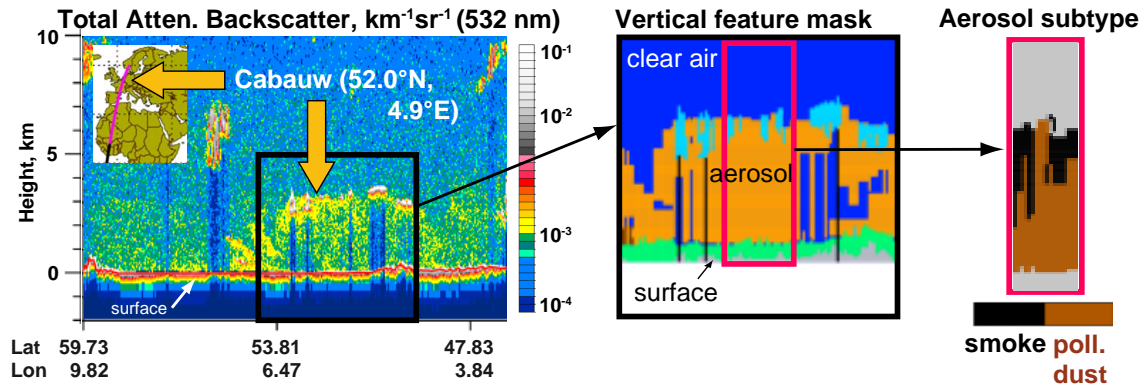 Total Atten. Backscatter, km⁻¹sr⁻¹ (532 nm)
Vertical feature mask
Aerosol subtype
10
5
0
Height, km
Cabauw (52.0°N,
4.9°E)
surface
10⁻¹
10⁻²
10⁻³
10⁻⁴
Lat 59.73 53.81 47.83
Lon 9.82 6.47 3.84
clear air
aerosol
surface
smoke poll.
dust